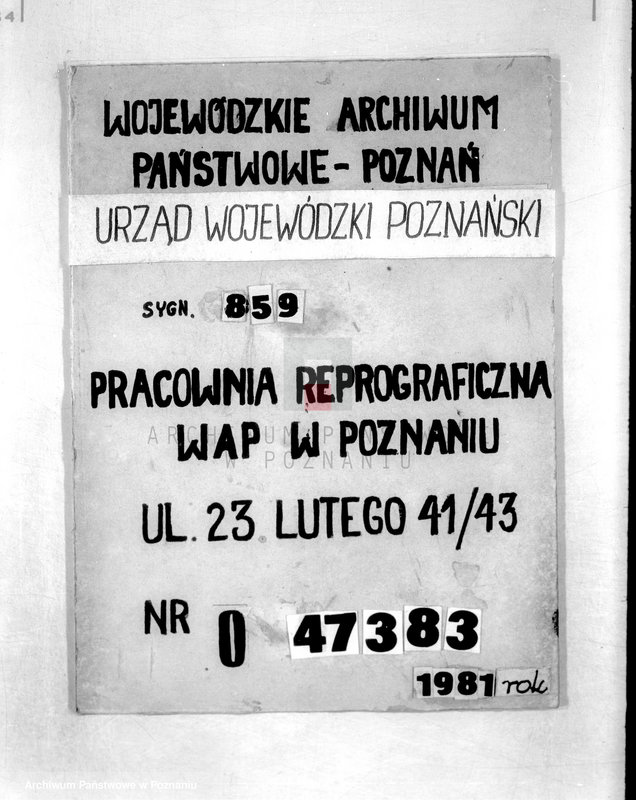 WOJEWÓDZKIE ARCHIWUM
PAŃSTWOWE - POZNAŃ
URZĄD WOJEWÓDZKI POZNAŃSKI
SYGN. 859
PRACOWNIA REPROGRAFICZNA
WAP W POZNANIU
UL. 23 LUTEGO 41/43
NR 0 47383
1981 rok
Archiwum Państwowe w Poznaniu